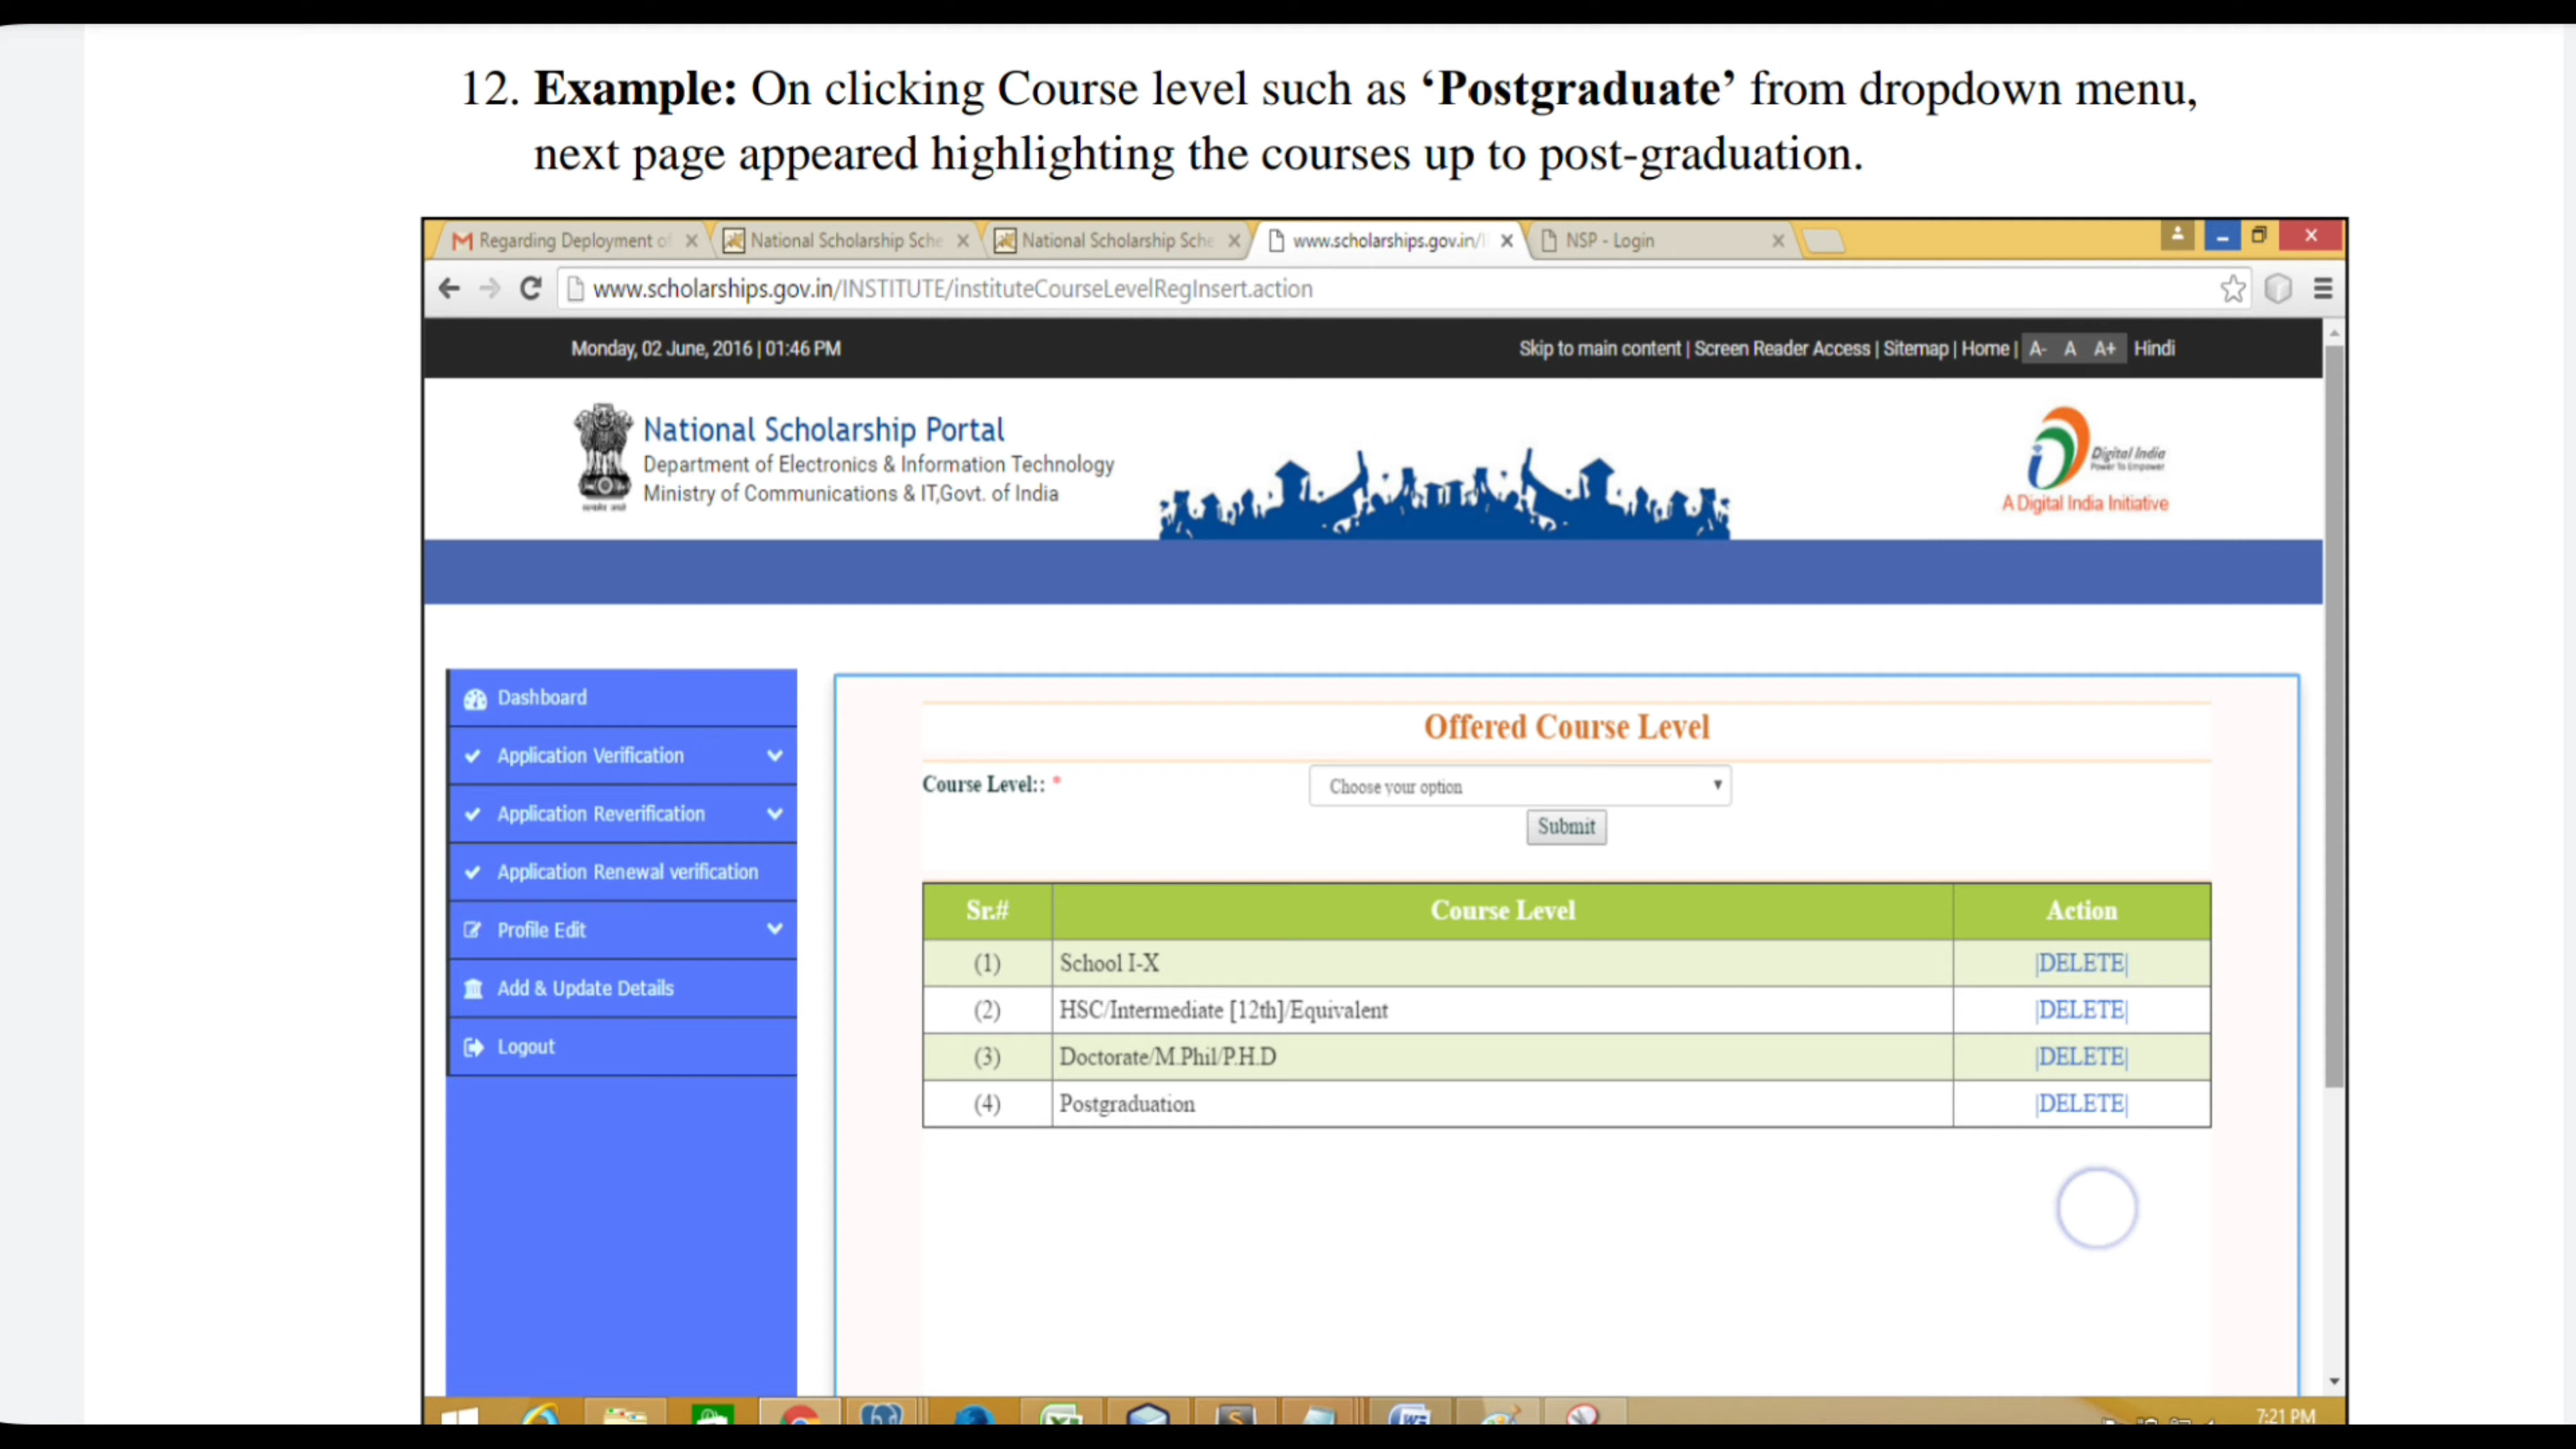 12. Example: On clicking Course level such as ‘Postgraduate’ from dropdown menu,
next page appeared highlighting the courses up to post-graduation.
Regarding Deployment of
National Scholarship Sche
National Scholarship Sche
www.scholarships.gov.in/I
NSP - Login
www.scholarships.gov.in/INSTITUTE/instituteCourseLevelRegInsert.action
Monday, 02 June, 2016 | 01:46 PM
Skip to main content | Screen Reader Access | Sitemap | Home | A- A A+ Hindi
National Scholarship Portal
Department of Electronics & Information Technology
Ministry of Communications & IT,Govt. of India
Digital India
Power To Empower
A Digital India Initiative
Dashboard
Application Verification
Application Reverification
Application Renewal verification
Profile Edit
Add & Update Details
Logout
Offered Course Level
Course Level:: *
Choose your option
Submit
Sr.# Course Level Action
(1) School I-X |DELETE|
(2) HSC/Intermediate [12th]/Equivalent |DELETE|
(3) Doctorate/M.Phil/P.H.D |DELETE|
(4) Postgraduation |DELETE|
7:21 PM